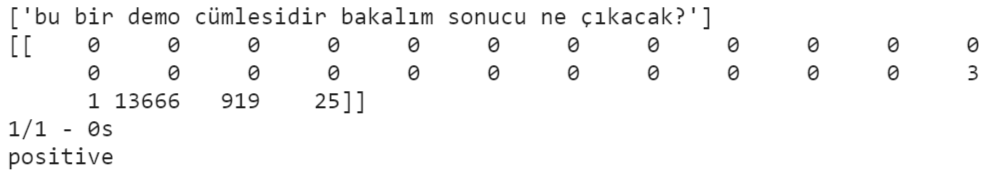 ['bu bir demo cümlesidir bakalım sonucu ne çıkacak?']
[[ 0 0 0 0 0 0 0 0 0 0 0 0
0 0 0 0 0 0 0 0 0 0 0 3
1 13666 919 25]]
1/1 - 0s
positive